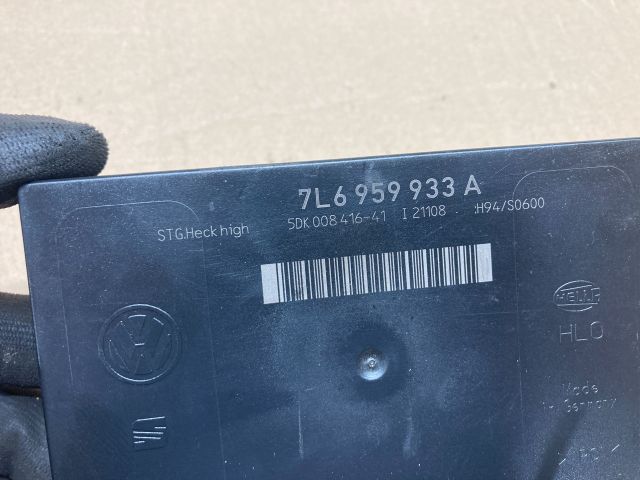 7L6 959 933 A
STG.Heck high 5DK 008 416-41 I 21108 :H94/S0600
HELLA
HLO
Made
in Germany